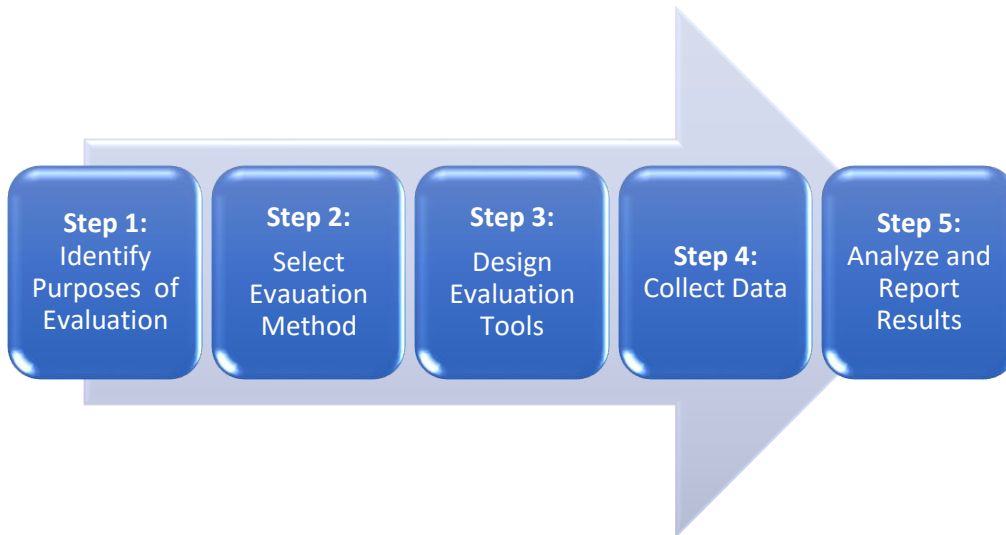 Step 1:
Identify
Purposes of
Evaluation
Step 2:
Select
Evauation
Method
Step 3:
Design
Evaluation
Tools
Step 4:
Collect Data
Step 5:
Analyze and
Report
Results